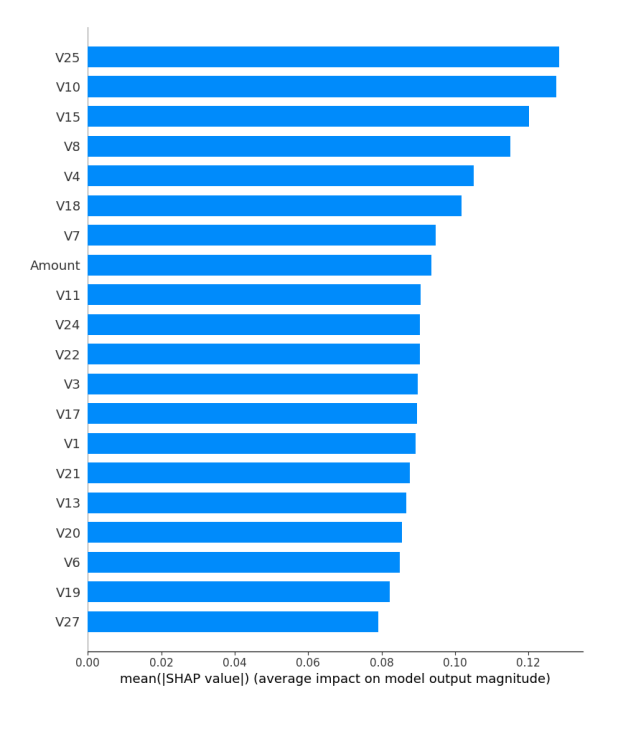 V25
V10
V15
V8
V4
V18
V7
Amount
V11
V24
V22
V3
V17
V1
V21
V13
V20
V6
V19
V27
0.00 0.02 0.04 0.06 0.08 0.10 0.12
mean(|SHAP value|) (average impact on model output magnitude)